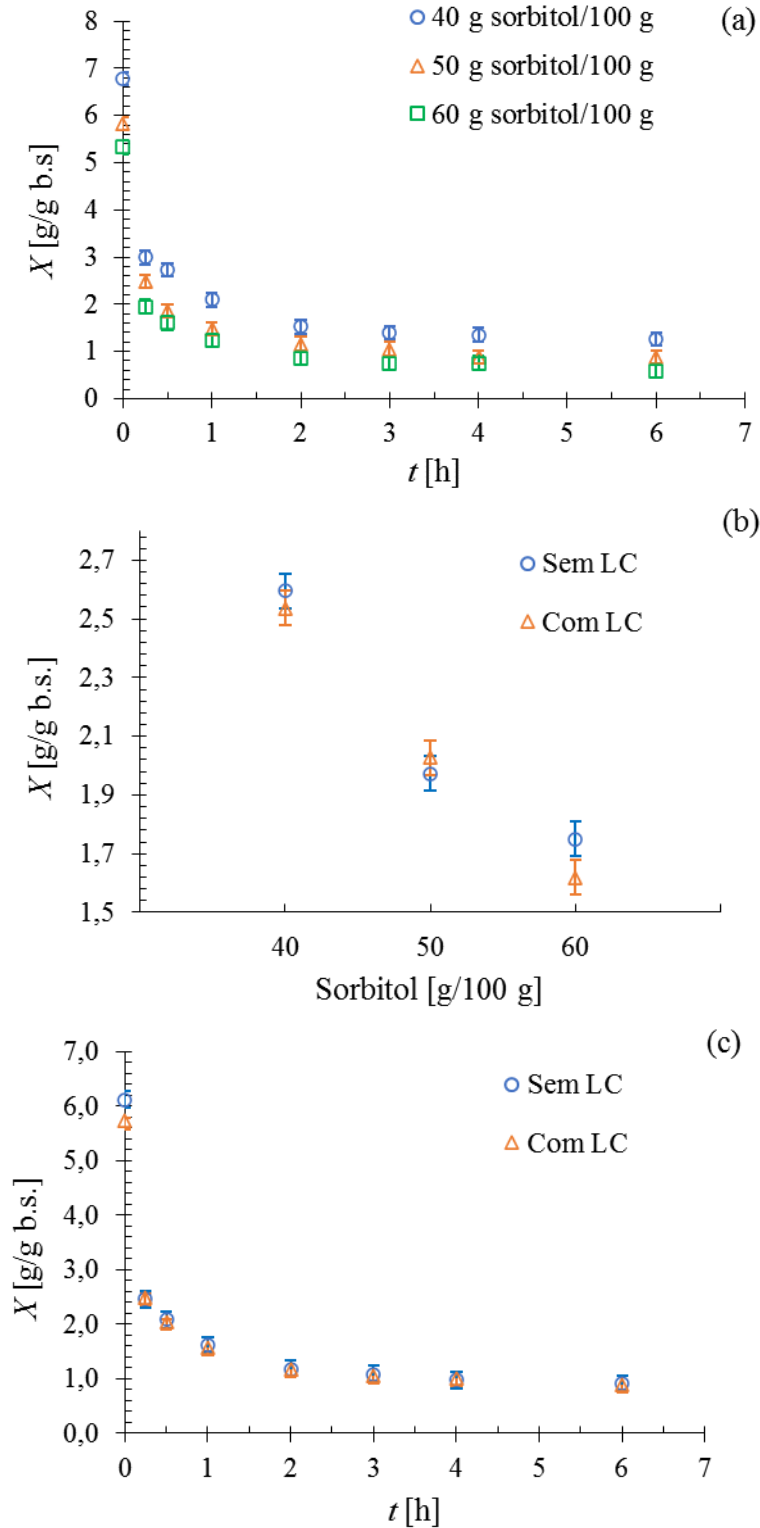 (a)
40 g sorbitol/100 g
50 g sorbitol/100 g
60 g sorbitol/100 g
X [g/g b.s]
8
7
6
5
4
3
2
1
0
0 1 2 3 4 5 6 7
t [h]
(b)
Sem LC
Com LC
X [g/g b.s.]
2,7
2,5
2,3
2,1
1,9
1,7
1,5
40 50 60
Sorbitol [g/100 g]
(c)
Sem LC
Com LC
X [g/g b.s.]
7,0
6,0
5,0
4,0
3,0
2,0
1,0
0,0
0 1 2 3 4 5 6 7
t [h]